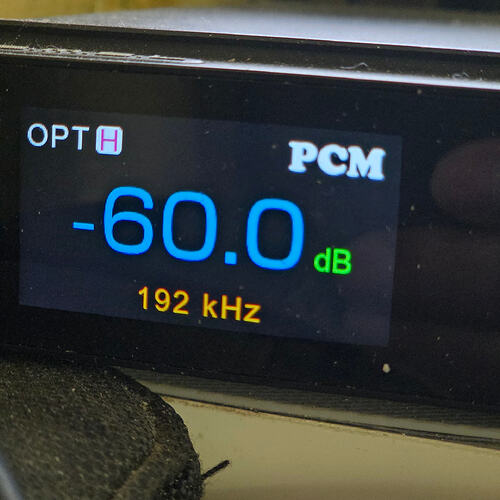 OPT H
PCM
-60.0 dB
192 kHz